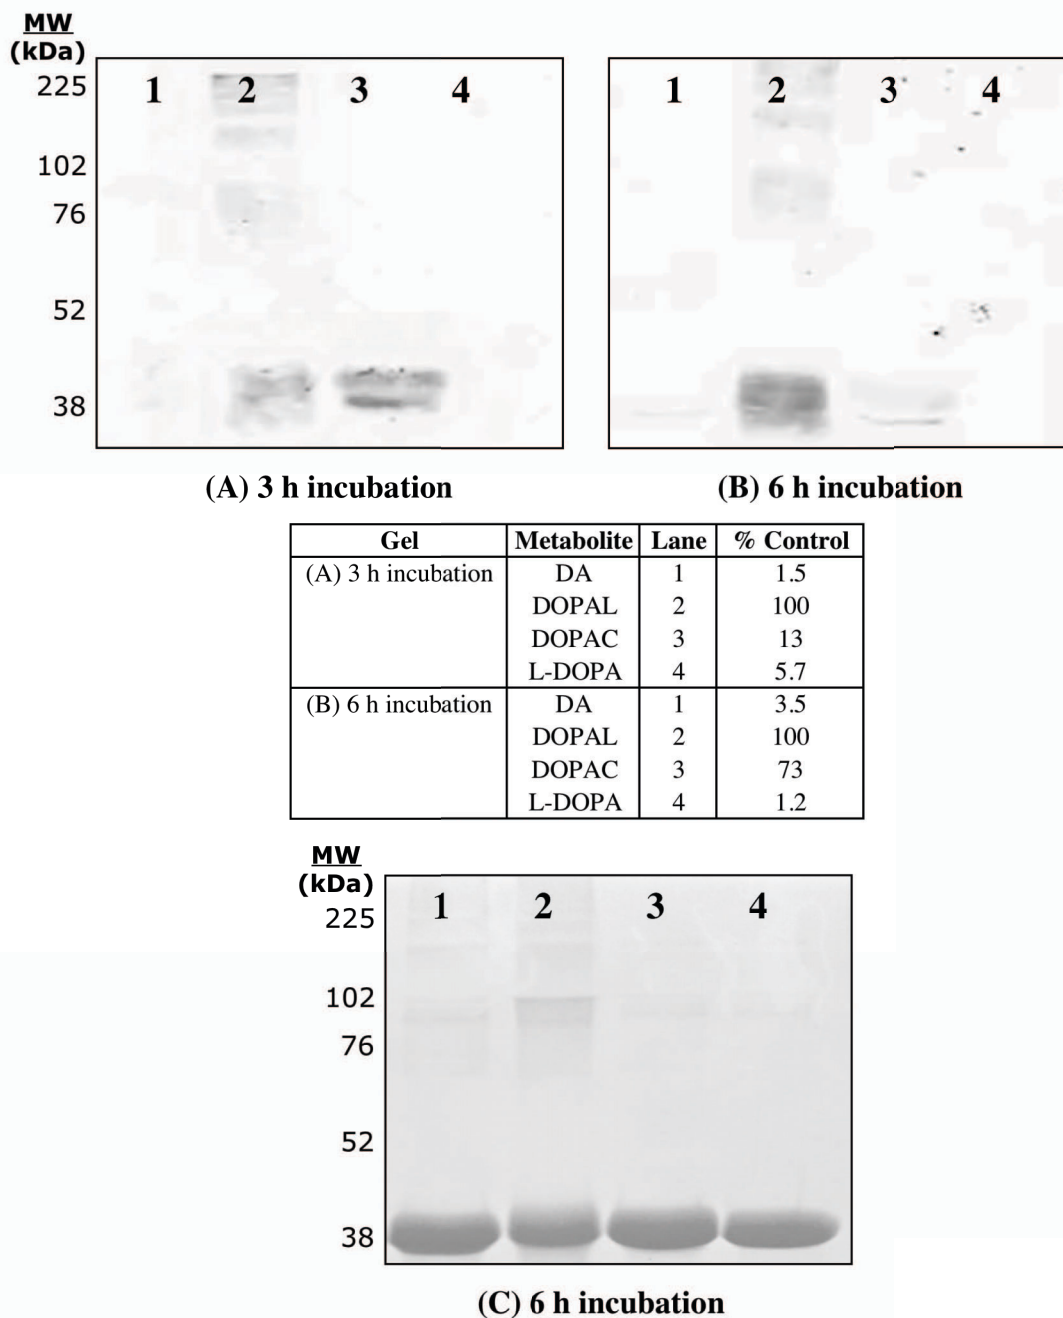 MW
(kDa)
225
102
76
52
38
1 2 3 4
1 2 3 4
(A) 3 h incubation
(B) 6 h incubation
Gel Metabolite Lane % Control
(A) 3 h incubation DA 1 1.5
DOPAL 2 100
DOPAC 3 13
L-DOPA 4 5.7
(B) 6 h incubation DA 1 3.5
DOPAL 2 100
DOPAC 3 73
L-DOPA 4 1.2
MW
(kDa)
225
102
76
52
38
1 2 3 4
(C) 6 h incubation